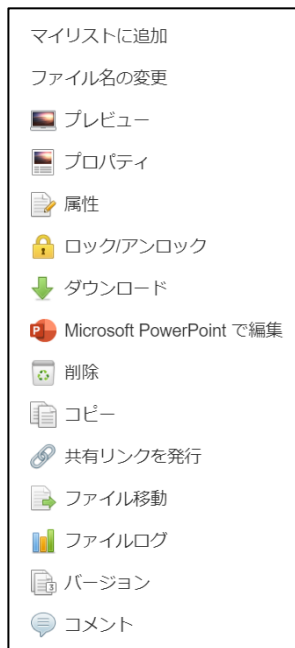 マイリストに追加
ファイル名の変更
プレビュー
プロパティ
属性
ロック/アンロック
ダウンロード
Microsoft PowerPoint で編集
削除
コピー
共有リンクを発行
ファイル移動
ファイルログ
バージョン
コメント